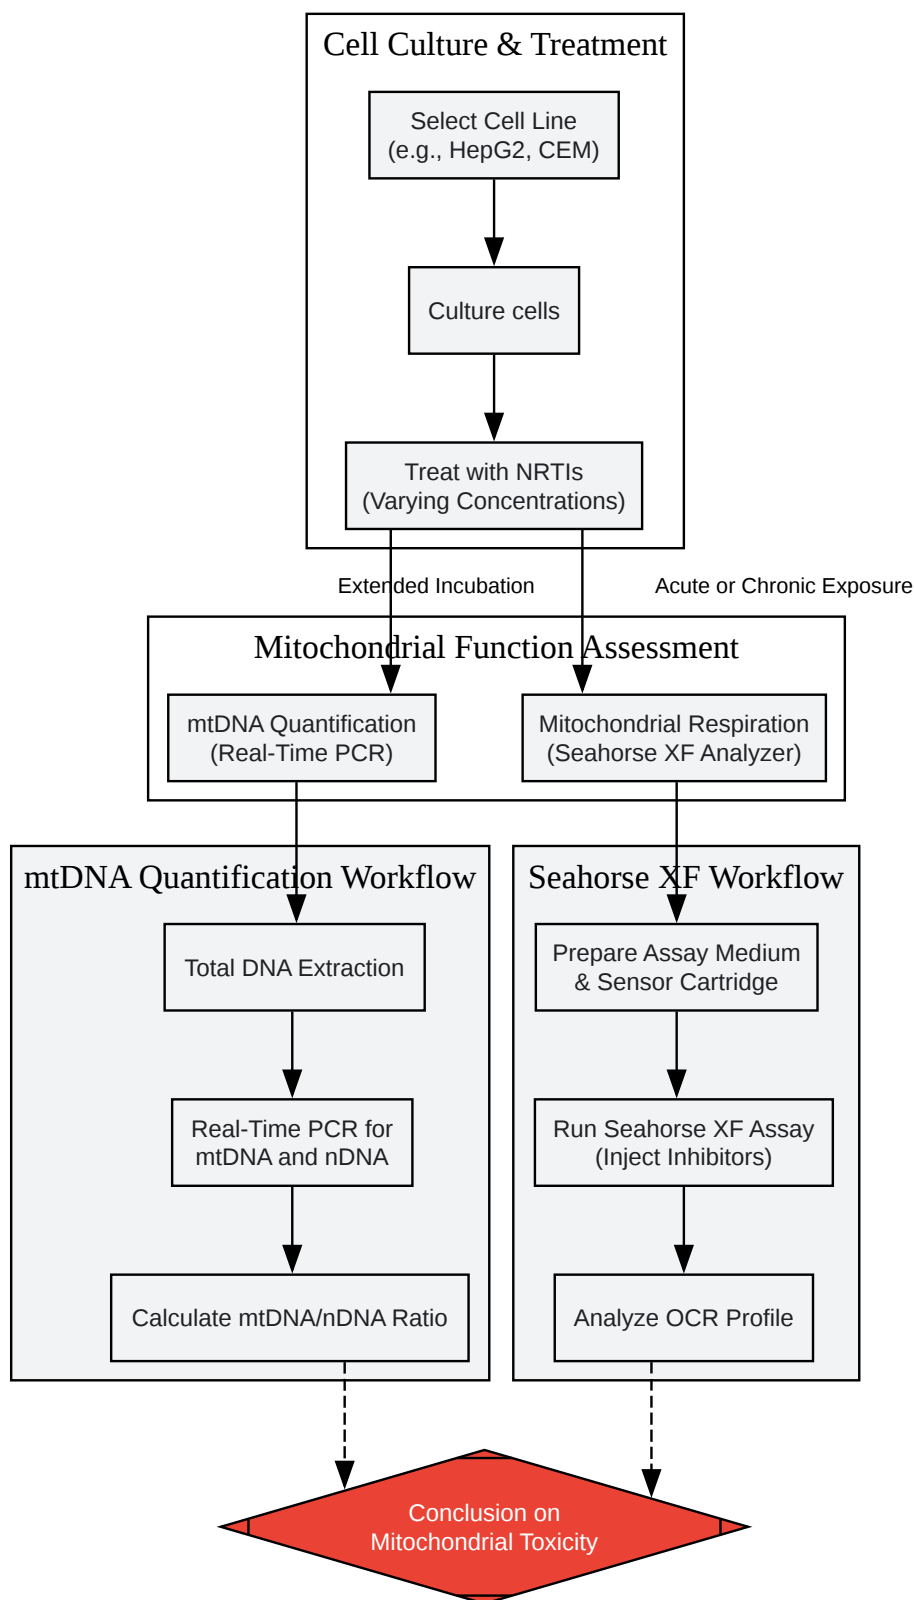 Cell Culture & Treatment
Select Cell Line
(e.g., HepG2, CEM)
Culture cells
Treat with NRTIs
(Varying Concentrations)
Extended Incubation
Acute or Chronic Exposure
Mitochondrial Function Assessment
mtDNA Quantification
(Real-Time PCR)
Mitochondrial Respiration
(Seahorse XF Analyzer)
mtDNA Quantification Workflow
Total DNA Extraction
Real-Time PCR for
mtDNA and nDNA
Calculate mtDNA/nDNA Ratio
Seahorse XF Workflow
Prepare Assay Medium
& Sensor Cartridge
Run Seahorse XF Assay
(Inject Inhibitors)
Analyze OCR Profile
Conclusion on
Mitochondrial Toxicity